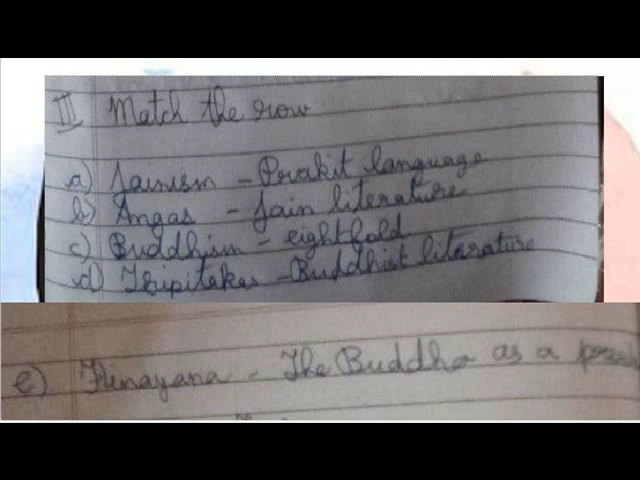 III Match the row
a) Jainism - Prakit language
b) Angas - Jain literature
c) Buddhism - eightfold
d) Tripitakas - Buddhist literature
e) Hinayana - The Buddha as a